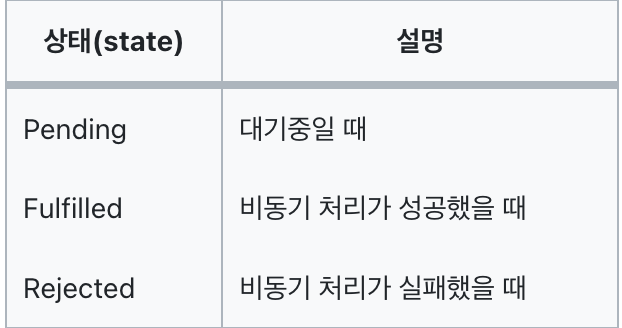 상태(state) 설명
Pending 대기중일 때
Fulfilled 비동기 처리가 성공했을 때
Rejected 비동기 처리가 실패했을 때